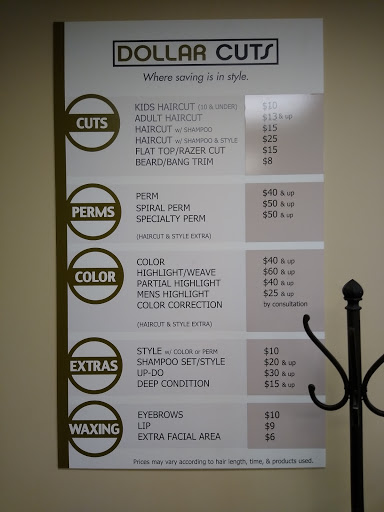 DOLLAR CUTS
Where saving is in style.
CUTS
KIDS HAIRCUT (10 & UNDER) $10
ADULT HAIRCUT $13 & up
HAIRCUT w/ SHAMPOO $15
HAIRCUT w/ SHAMPOO & STYLE $25
FLAT TOP/RAZER CUT $15
BEARD/BANG TRIM $8
PERMS
PERM $40 & up
SPIRAL PERM $50 & up
SPECIALTY PERM $50 & up
(HAIRCUT & STYLE EXTRA)
COLOR
COLOR $40 & up
HIGHLIGHT/WEAVE $60 & up
PARTIAL HIGHLIGHT $40 & up
MENS HIGHLIGHT $25 & up
COLOR CORRECTION by consultation
(HAIRCUT & STYLE EXTRA)
EXTRAS
STYLE w/ COLOR or PERM $10
SHAMPOO SET/STYLE $20 & up
UP-DO $30 & up
DEEP CONDITION $15 & up
WAXING
EYEBROWS $10
LIP $9
EXTRA FACIAL AREA $6
Prices may vary according to hair length, time, & products used.